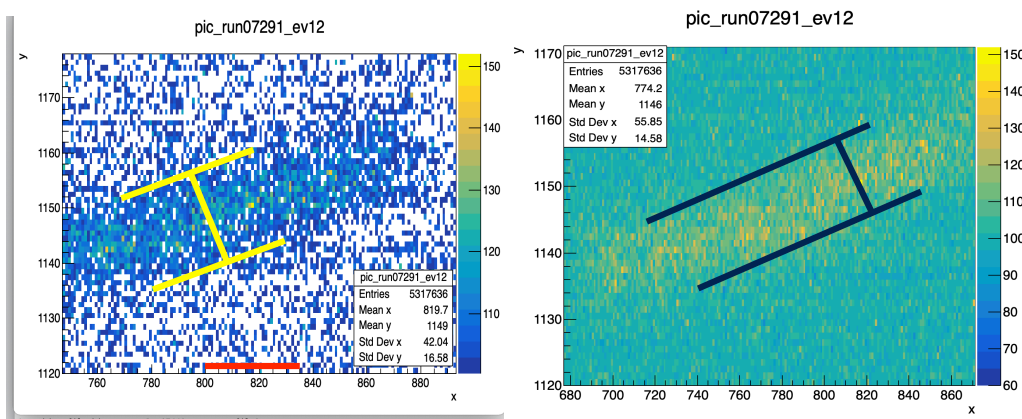 pic_run07291_ev12
y
1170
1160
1150
1140
1130
1120
760
780
800
820
840
860
880
x
150
140
130
120
110
pic_run07291_ev12
Entries 5317636
Mean x 819.7
Mean y 1149
Std Dev x 42.04
Std Dev y 16.58
pic_run07291_ev12
y
1170
1160
1150
1140
1130
1120
680
700
720
740
760
780
800
820
840
860
x
150
140
130
120
110
100
90
80
70
60
pic_run07291_ev12
Entries 5317636
Mean x 774.2
Mean y 1146
Std Dev x 55.85
Std Dev y 14.58